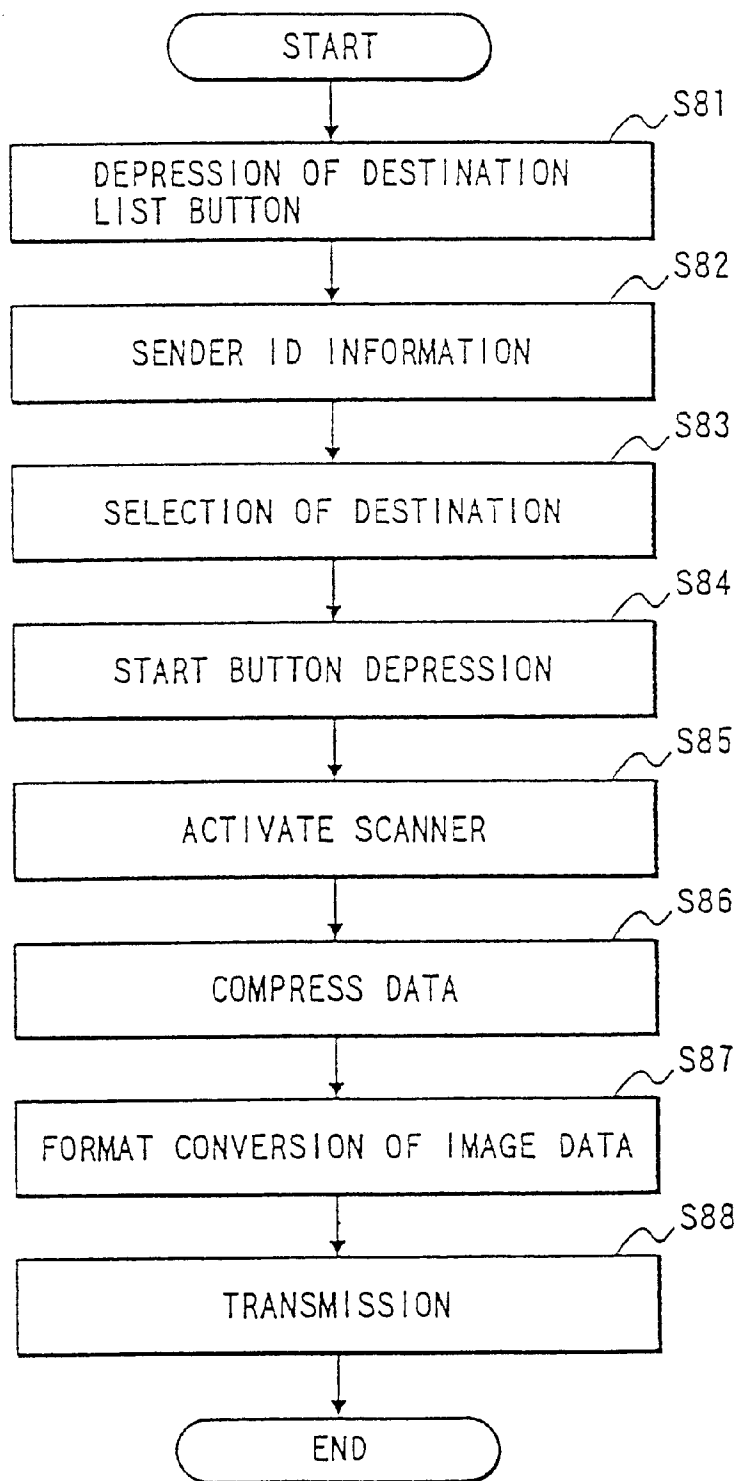 START
S81
DEPRESSION OF DESTINATION
LIST BUTTON
S82
SENDER ID INFORMATION
S83
SELECTION OF DESTINATION
S84
START BUTTON DEPRESSION
S85
ACTIVATE SCANNER
S86
COMPRESS DATA
S87
FORMAT CONVERSION OF IMAGE DATA
S88
TRANSMISSION
END